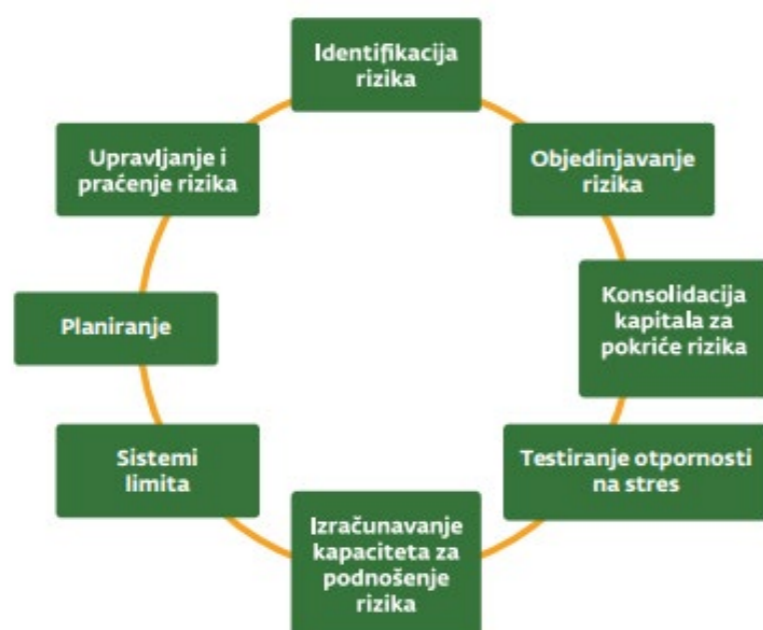 Identifikacija
rizika
Objedinjavanje
rizika
Konsolidacija
kapitala za
pokriće rizika
Testiranje otpornosti
na stres
Izračunavanje
kapaciteta za
podnošenje
rizika
Sistemi
limita
Planiranje
Upravljanje i
praćenje rizika